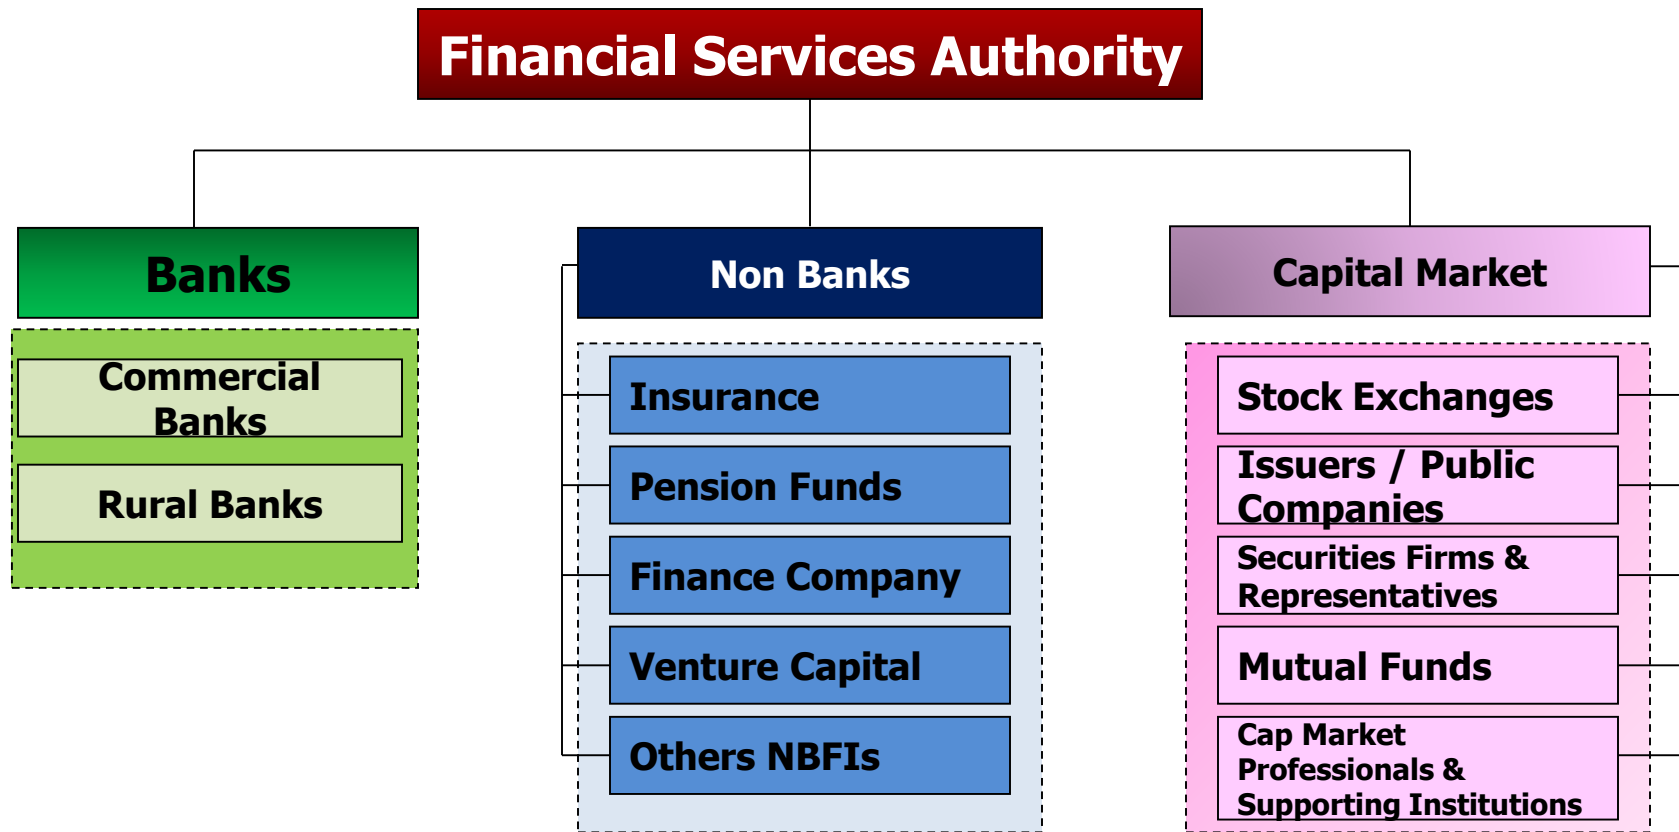 Financial Services Authority
Banks
Commercial
Banks
Rural Banks
Non Banks
Insurance
Pension Funds
Finance Company
Venture Capital
Others NBFIs
Capital Market
Stock Exchanges
Issuers / Public
Companies
Securities Firms &
Representatives
Mutual Funds
Cap Market
Professionals &
Supporting Institutions